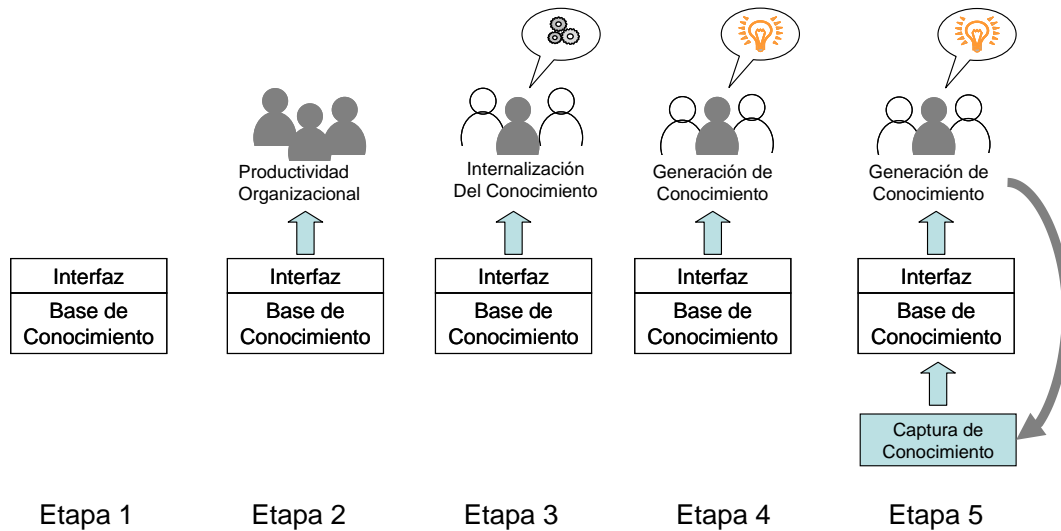 Productividad
Organizacional
Internalización
Del Conocimiento
Generación de
Conocimiento
Generación de
Conocimiento
Interfaz
Base de
Conocimiento
Interfaz
Base de
Conocimiento
Interfaz
Base de
Conocimiento
Interfaz
Base de
Conocimiento
Interfaz
Base de
Conocimiento
Captura de
Conocimiento
Etapa 1
Etapa 2
Etapa 3
Etapa 4
Etapa 5